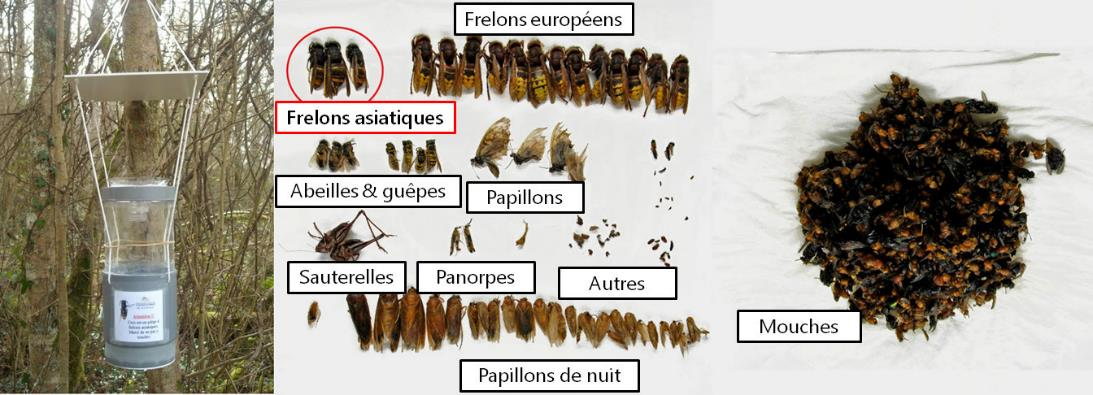 Frelons européens
Frelons asiatiques
Abeilles & guêpes
Papillons
Sauterelles
Panorpes
Autres
Papillons de nuit
Mouches